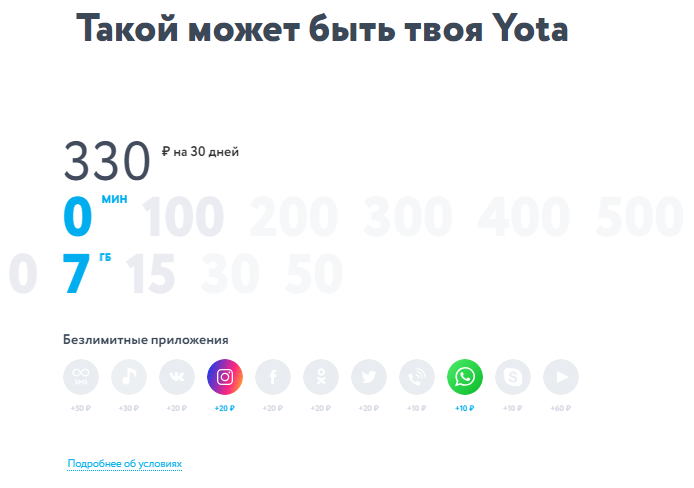 Такой может быть твоя Yota
330 ₽ на 30 дней
0 МИН 100 200 300 400 500
0 7 ГБ 15 30 50
Безлимитные приложения
SMS
+50 ₽ +30 ₽ +20 ₽ +20 ₽ +20 ₽ +20 ₽ +20 ₽ +10 ₽ +10 ₽ +10 ₽ +60 ₽
Подробнее об условиях